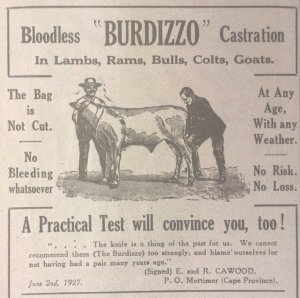 Bloodless "BURDIZZO" Castration
In Lambs, Rams, Bulls, Colts, Goats.
The Bag
is
Not Cut.
No
Bleeding
whatsoever
At Any
Age,
With any
Weather.
No Risk.
No Loss.
A Practical Test will convince you, too!
". . . . The knife is a thing of the past for us. We cannot
recommend them (The Burdizzo) too strongly, and blame ourselves for
not having had a pair many years ago."
(Signed) E. and R. CAWOOD,
June 2nd, 1927. P. O. Mortimer (Cape Province).